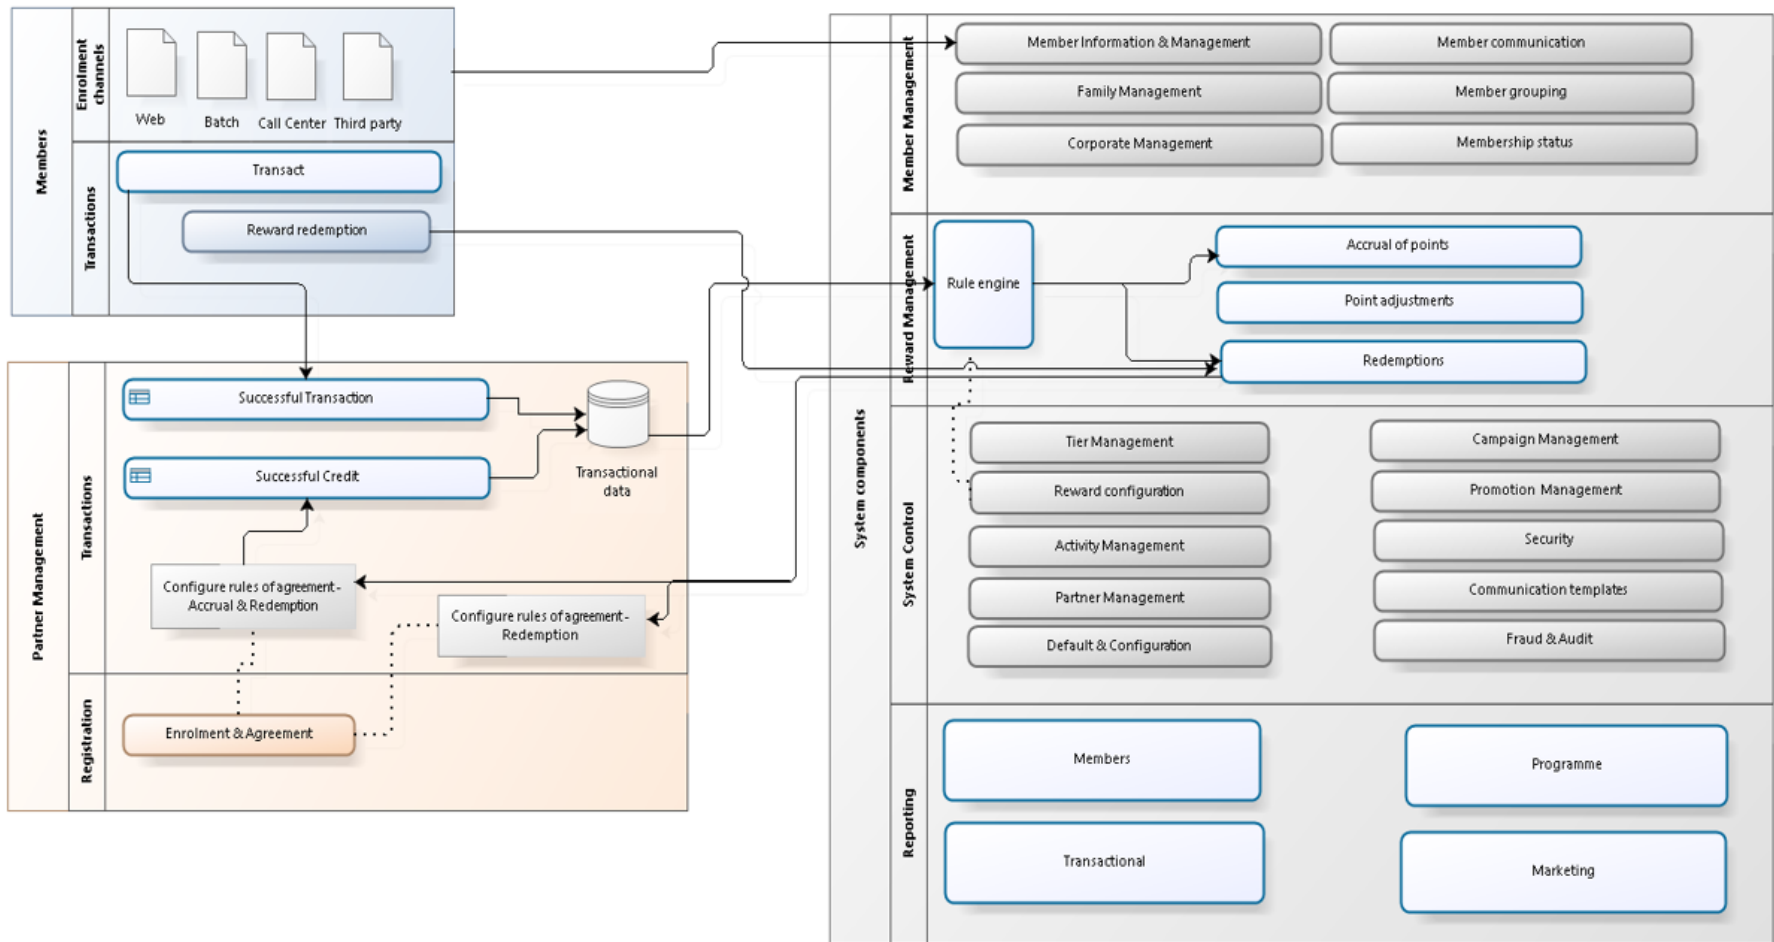 Members
Enrolment
channels
Web
Batch
Call Center
Third party
Transactions
Transact
Reward redemption
Partner Management
Transactions
Successful Transaction
Successful Credit
Transactional
data
Configure rules of agreement-
Accrual & Redemption
Configure rules of agreement-
Redemption
Registration
Enrolment & Agreement
System components
Member Management
Member Information & Management
Member communication
Family Management
Member grouping
Corporate Management
Membership status
Reward Management
Rule engine
Accrual of points
Point adjustments
Redemptions
System Control
Tier Management
Campaign Management
Reward configuration
Promotion Management
Activity Management
Security
Partner Management
Communication templates
Default & Configuration
Fraud & Audit
Reporting
Members
Programme
Transactional
Marketing